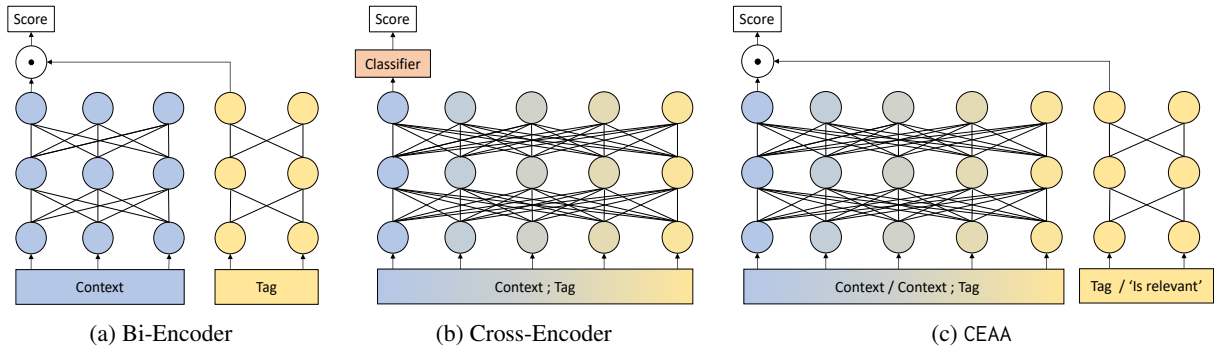 Score
Context
Tag
(a) Bi-Encoder
Score
Classifier
Context ; Tag
(b) Cross-Encoder
Score
Context / Context ; Tag
Tag / 'Is relevant'
(c) CEAA